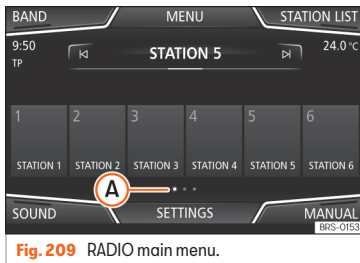 BAND MENU STATION LIST
9:50 STATION 5 24.0 °C
TP
1 2 3 4 5 6
STATION 1 STATION 2 STATION 3 STATION 4 STATION 5 STATION 6
A
SOUND SETTINGS MANUAL
BRS-0153
Fig. 209 RADIO main menu.